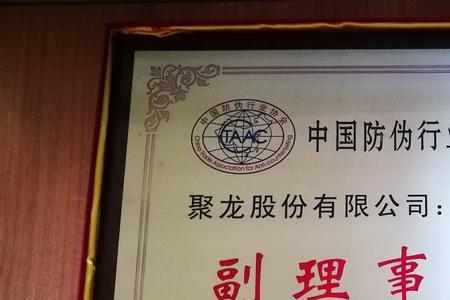 中国防伪行业协会
CTAAC
China Trade Association for Anti-counterfeiting
中国防伪行业
聚龙股份有限公司：
副理事